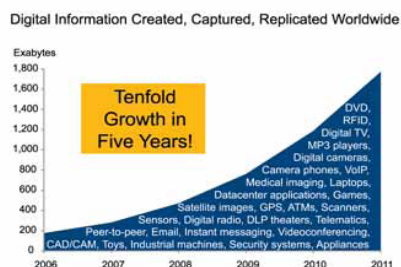 Digital Information Created, Captured, Replicated Worldwide
Exabytes
1,800
1,600
1,400
1,200
1,000
800
600
400
200
0
Tenfold
Growth in
Five Years!
DVD,
RFID,
Digital TV,
MP3 players,
Digital cameras,
Camera phones, VoIP,
Medical imaging, Laptops,
Datacenter applications, Games,
Satellite images, GPS, ATMs, Scanners,
Sensors, Digital radio, DLP theaters, Telematics,
Peer-to-peer, Email, Instant messaging, Videoconferencing,
CAD/CAM, Toys, Industrial machines, Security systems, Appliances
2006 2007 2008 2009 2010 2011